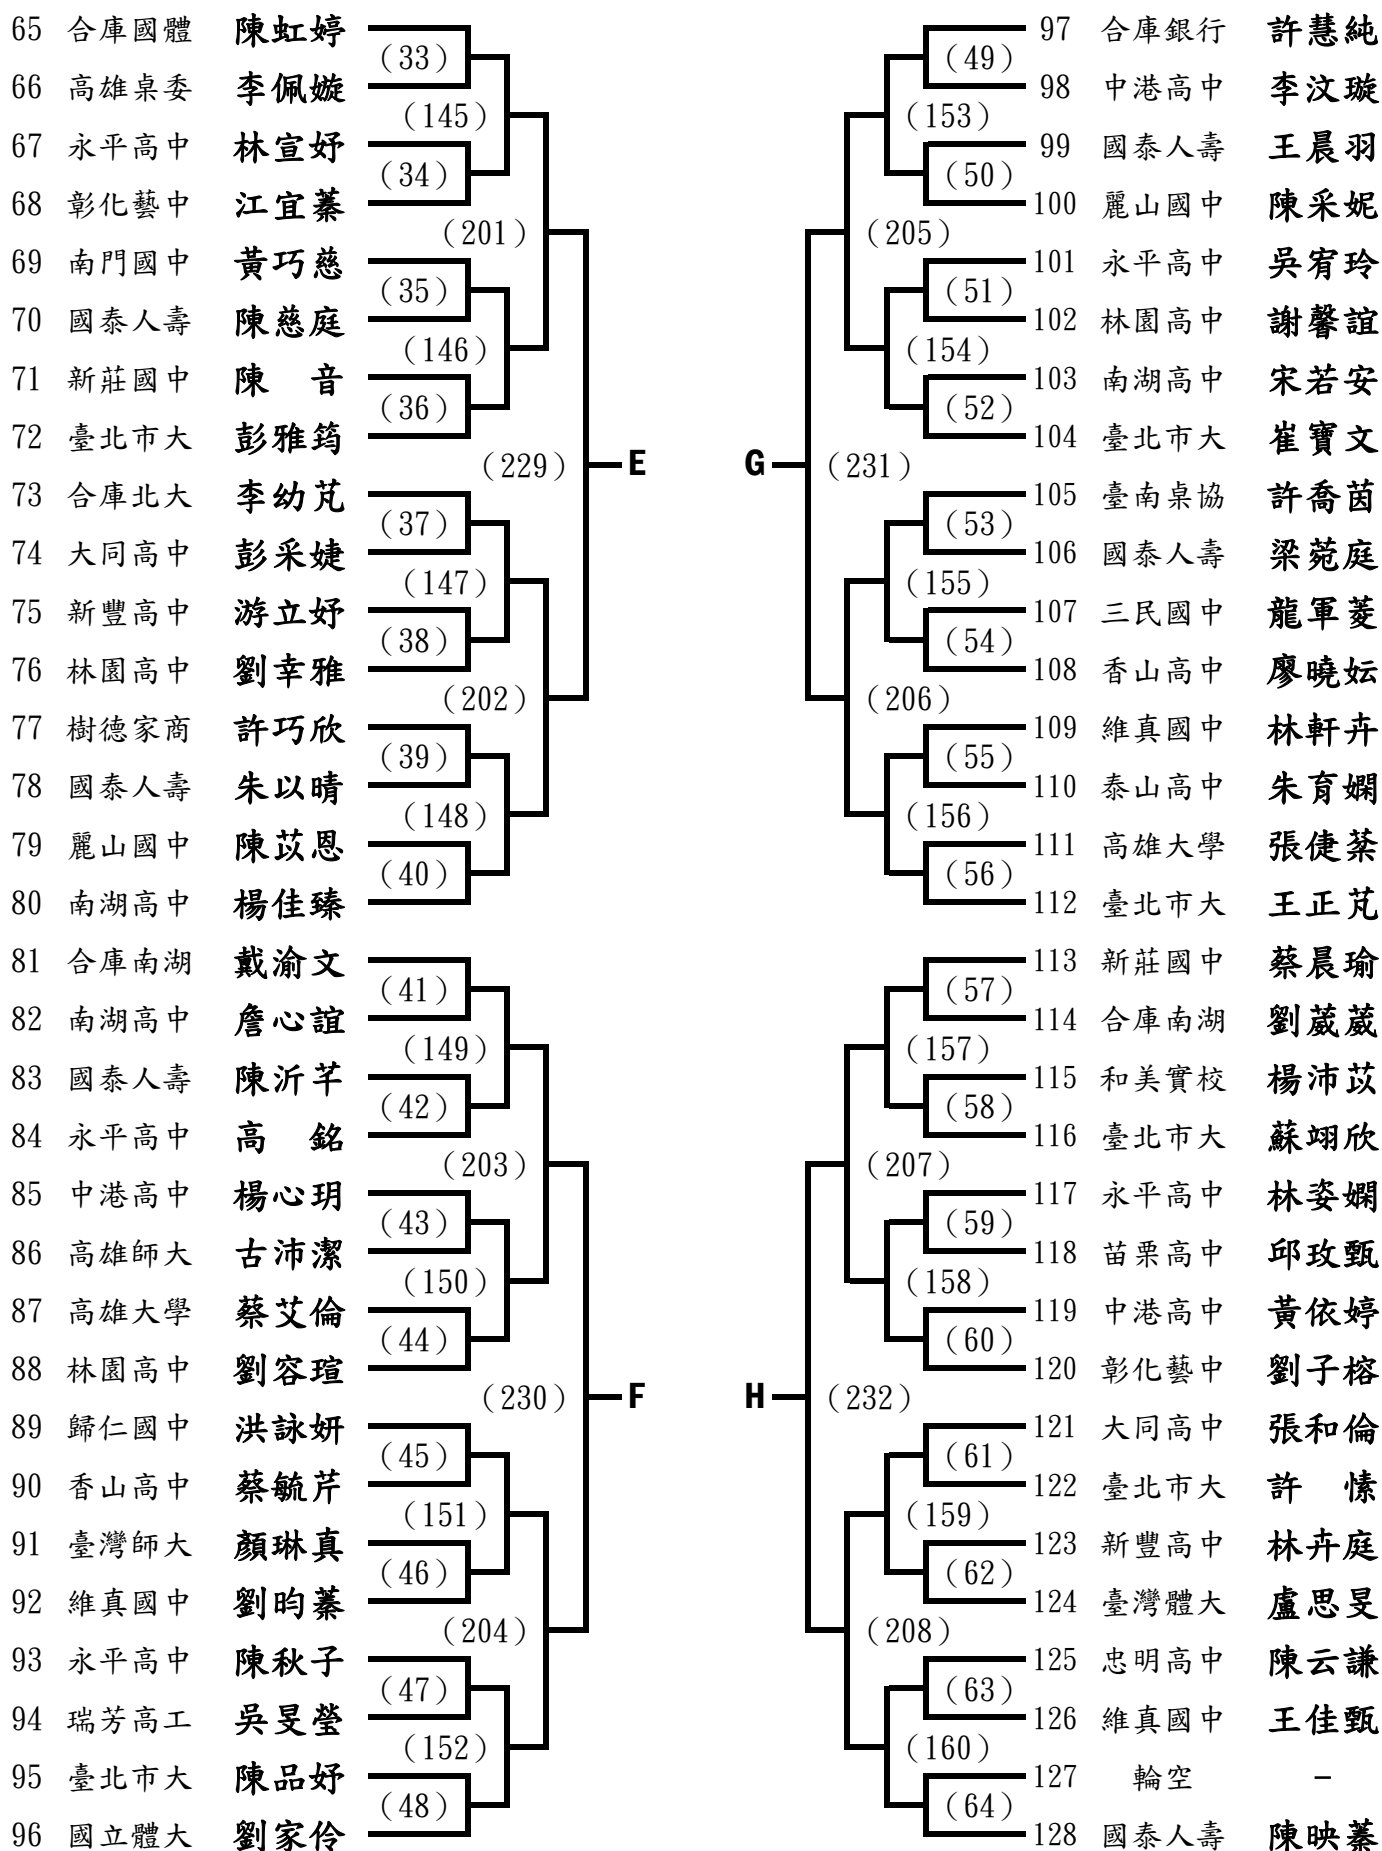 65 合庫國體 陳虹婷
(33)
66 高雄桌委 李佩嫙
(145)
67 永平高中 林宣妤
(34)
68 彰化藝中 江宜蓁
(201)
69 南門國中 黃巧慈
(35)
70 國泰人壽 陳慈庭
(146)
71 新莊國中 陳 音
(36)
72 臺北市大 彭雅筠
(229) E
73 合庫北大 李幼芃
(37)
74 大同高中 彭采婕
(147)
75 新豐高中 游立妤
(38)
76 林園高中 劉幸雅
(202)
77 樹德家商 許巧欣
(39)
78 國泰人壽 朱以晴
(148)
79 麗山國中 陳苡恩
(40)
80 南湖高中 楊佳臻
81 合庫南湖 戴渝文
(41)
82 南湖高中 詹心誼
(149)
83 國泰人壽 陳沂芊
(42)
84 永平高中 高 銘
(203)
85 中港高中 楊心玥
(43)
86 高雄師大 古沛潔
(150)
87 高雄大學 蔡艾倫
(44)
88 林園高中 劉容瑄
(230) F
89 歸仁國中 洪詠妍
(45)
90 香山高中 蔡毓芹
(151)
91 臺灣師大 顏琳真
(46)
92 維真國中 劉昀蓁
(204)
93 永平高中 陳秋子
(47)
94 瑞芳高工 吳旻瑩
(152)
95 臺北市大 陳品妤
(48)
96 國立體大 劉家伶
97 合庫銀行 許慧純
(49)
98 中港高中 李汶璇
(153)
99 國泰人壽 王晨羽
(50)
100 麗山國中 陳采妮
(205)
101 永平高中 吳宥玲
(51)
102 林園高中 謝馨誼
(154)
103 南湖高中 宋若安
(52)
104 臺北市大 崔寶文
G (231)
105 臺南桌協 許喬茵
(53)
106 國泰人壽 梁菀庭
(155)
107 三民國中 龍軍菱
(54)
108 香山高中 廖曉妘
(206)
109 維真國中 林軒卉
(55)
110 泰山高中 朱育嫻
(156)
111 高雄大學 張倢棻
(56)
112 臺北市大 王正芃
113 新莊國中 蔡晨瑜
(57)
114 合庫南湖 劉葳葳
(157)
115 和美實校 楊沛苡
(58)
116 臺北市大 蘇翊欣
(207)
117 永平高中 林姿嫻
(59)
118 苗栗高中 邱玫甄
(158)
119 中港高中 黃依婷
(60)
120 彰化藝中 劉子榕
H (232)
121 大同高中 張和倫
(61)
122 臺北市大 許 愫
(159)
123 新豐高中 林卉庭
(62)
124 臺灣體大 盧思旻
(208)
125 忠明高中 陳云謙
(63)
126 維真國中 王佳甄
(160)
127 輪空 -
(64)
128 國泰人壽 陳映蓁